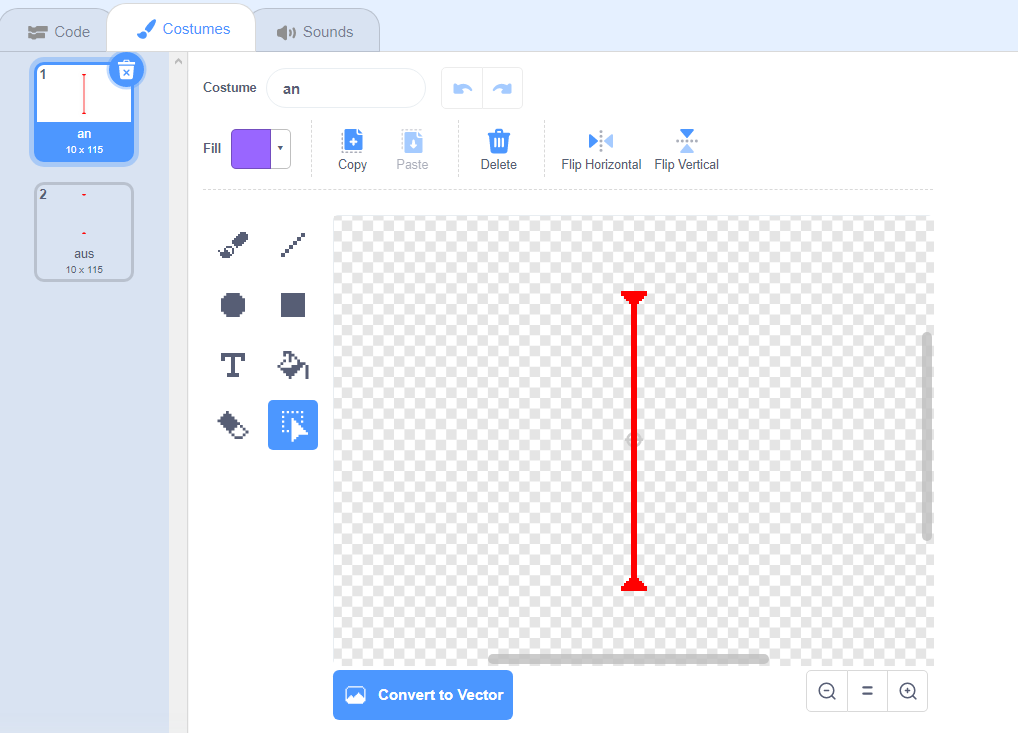 Code
Costumes
Sounds
1
an
10 x 115
2
aus
10 x 115
Costume
an
Fill
Copy
Paste
Delete
Flip Horizontal
Flip Vertical
T
Convert to Vector